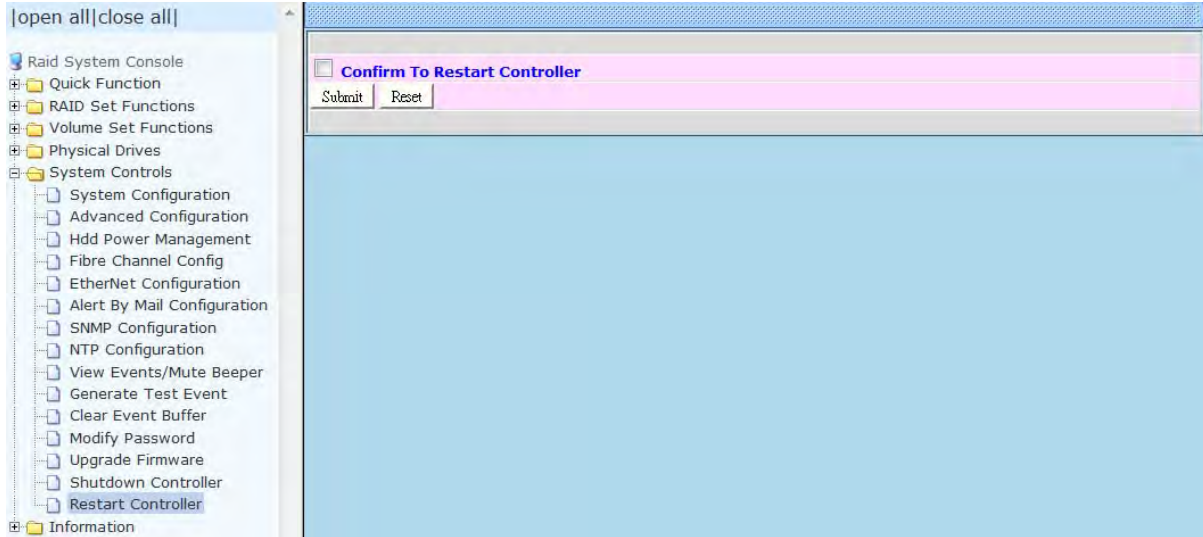 |open all|close all|
Raid System Console
Quick Function
RAID Set Functions
Volume Set Functions
Physical Drives
System Controls
System Configuration
Advanced Configuration
Hdd Power Management
Fibre Channel Config
EtherNet Configuration
Alert By Mail Configuration
SNMP Configuration
NTP Configuration
View Events/Mute Beeper
Generate Test Event
Clear Event Buffer
Modify Password
Upgrade Firmware
Shutdown Controller
Restart Controller
Information
Confirm To Restart Controller
Submit Reset